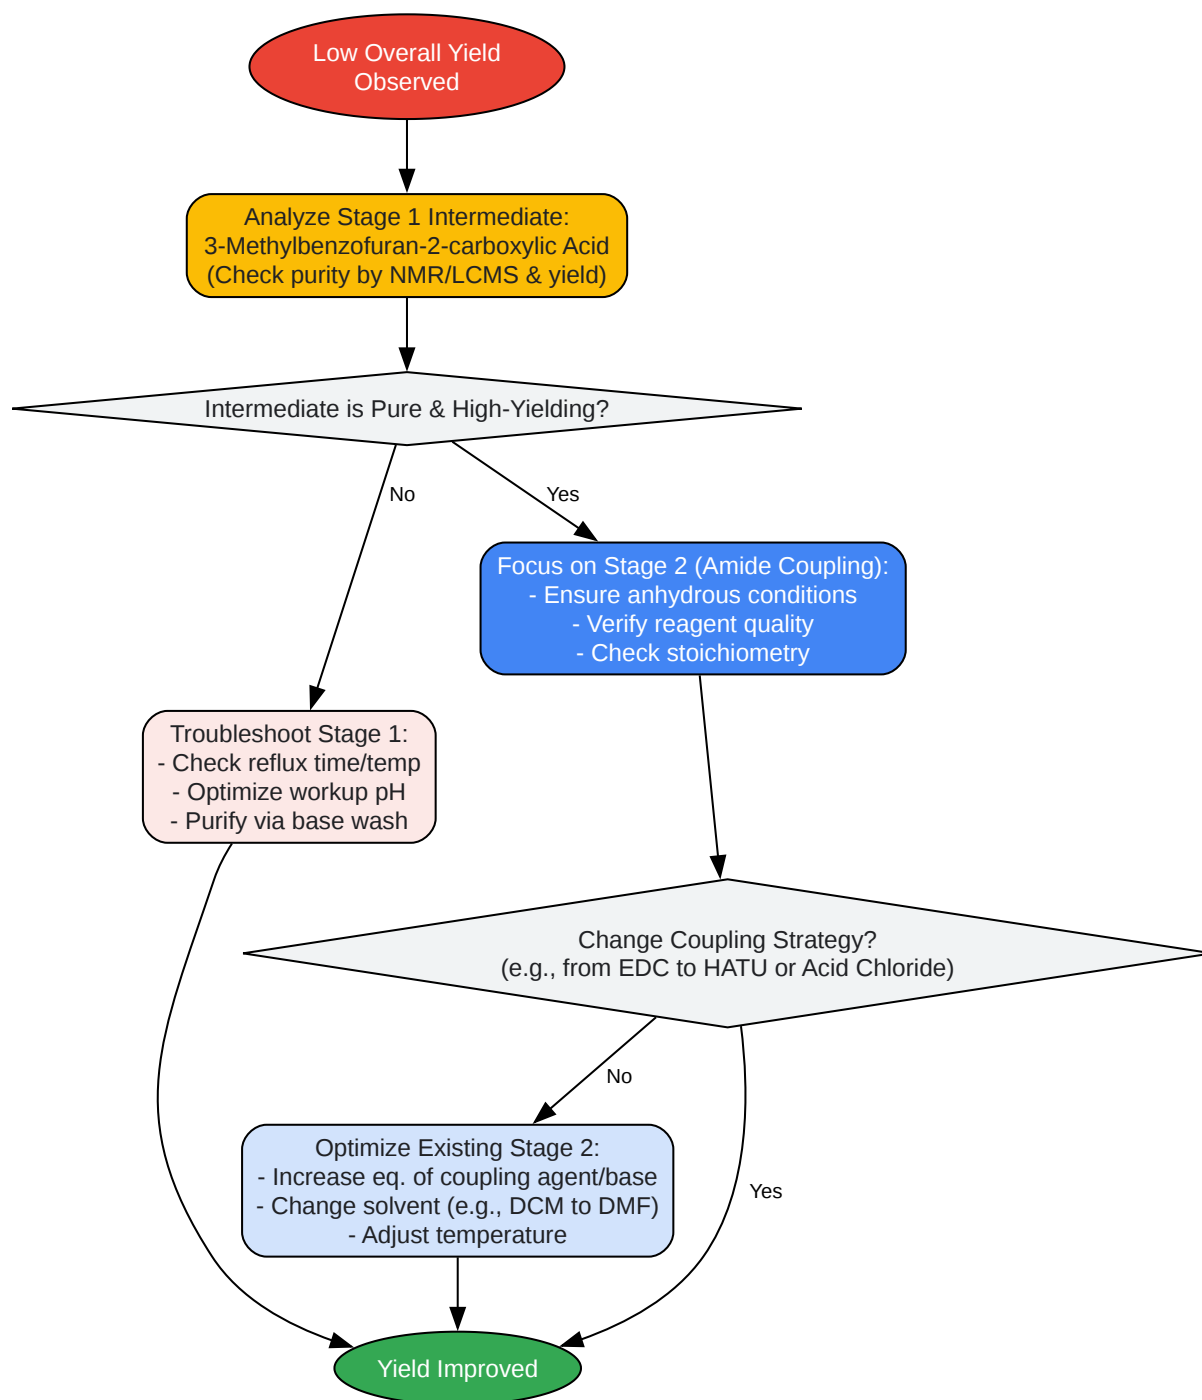 Low Overall Yield
Observed
Analyze Stage 1 Intermediate:
3-Methylbenzofuran-2-carboxylic Acid
(Check purity by NMR/LCMS & yield)
Intermediate is Pure & High-Yielding?
No
Yes
Focus on Stage 2 (Amide Coupling):
- Ensure anhydrous conditions
- Verify reagent quality
- Check stoichiometry
Troubleshoot Stage 1:
- Check reflux time/temp
- Optimize workup pH
- Purify via base wash
Change Coupling Strategy?
(e.g., from EDC to HATU or Acid Chloride)
No
Yes
Optimize Existing Stage 2:
- Increase eq. of coupling agent/base
- Change solvent (e.g., DCM to DMF)
- Adjust temperature
Yield Improved